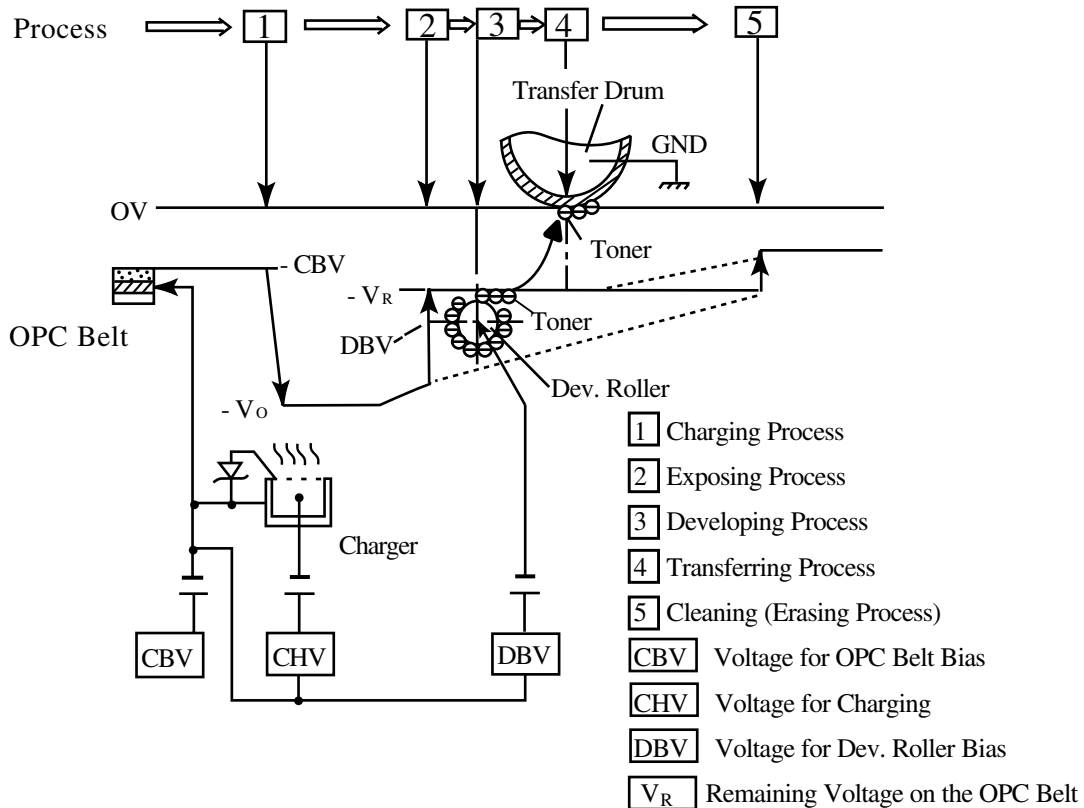 Process 1 2 3 4 5
Transfer Drum
GND
OV
Toner
- CBV
- VR
Toner
OPC Belt
DBV
Dev. Roller
- VO
Charger
CBV CHV DBV
1 Charging Process
2 Exposing Process
3 Developing Process
4 Transferring Process
5 Cleaning (Erasing Process)
CBV Voltage for OPC Belt Bias
CHV Voltage for Charging
DBV Voltage for Dev. Roller Bias
VR Remaining Voltage on the OPC Belt